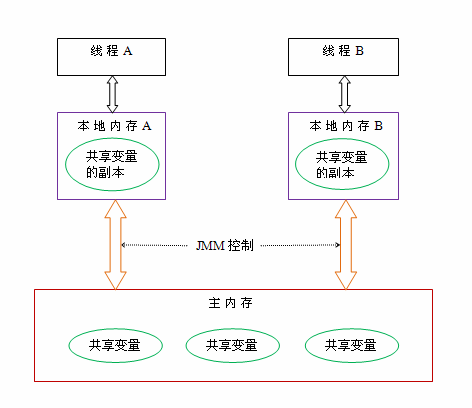 线程 A
线程 B
本地内存 A
本地内存 B
共享变量
的副本
共享变量
的副本
JMM 控制
主内存
共享变量
共享变量
共享变量